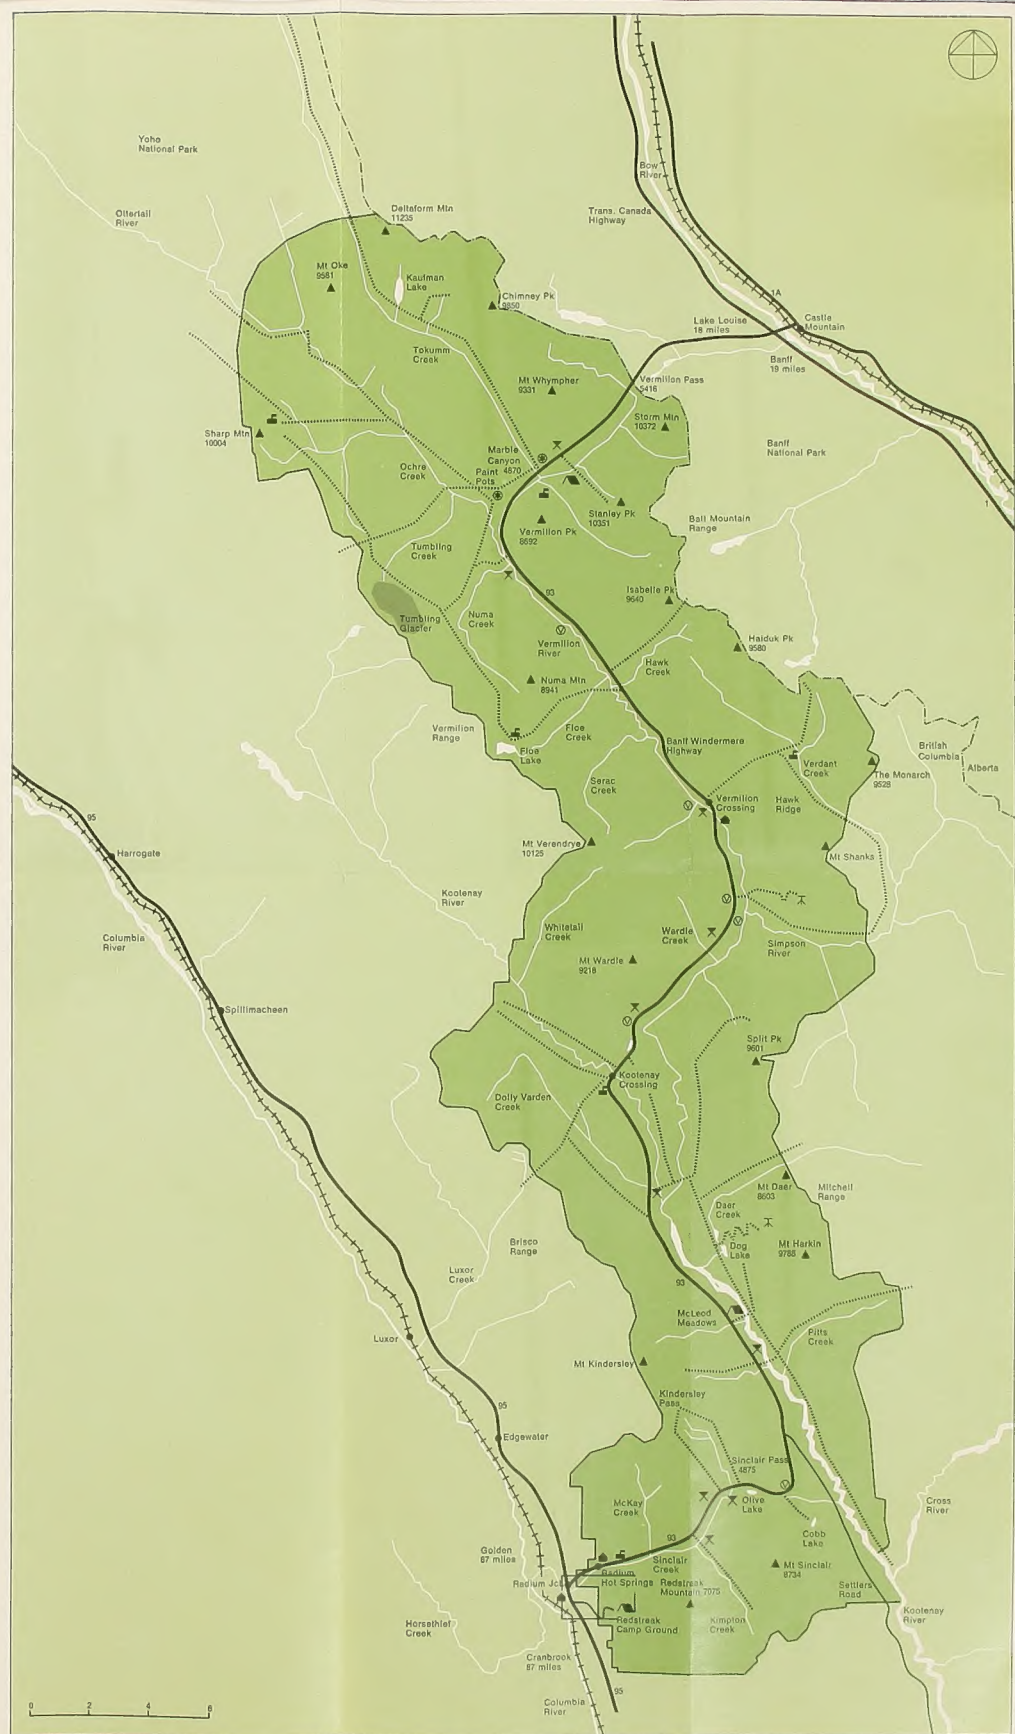 Yoho
National Park
Ottertail
River
Deltaform Mtn
11235
Mt Oke
9581
Kaufman
Lake
Chimney Pk
9850
Tokumm
Creek
Bow
River
Trans. Canada
Highway
1A
Lake Louise
18 miles
Castle
Mountain
Banff
19 miles
Mt Whympher
9331
Vermilion Pass
5416
Storm Mtn
10372
Sharp Mtn
10004
Marble
Canyon
4870
Paint
Pots
Ochre
Creek
Banff
National Park
1
Stanley Pk
10351
Vermilion Pk
8692
Ball Mountain
Range
Tumbling
Creek
93
Isabelle Pk
9640
Tumbling
Glacier
Numa
Creek
Vermilion
River
Haiduk Pk
9580
Hawk
Creek
Numa Mtn
8941
Vermilion
Range
Floe
Creek
Floe
Lake
Banff Windermere
Highway
British
Columbia
Alberta
Verdant
Creek
The Monarch
9528
Serac
Creek
Vermilion
Crossing
Hawk
Ridge
95
Harrogate
Mt Verendrye
10125
Mt Shanks
Kootenay
River
Columbia
River
Whitetail
Creek
Wardle
Creek
Simpson
River
Mt Wardle
9218
Spillimacheen
Split Pk
9601
Kootenay
Crossing
Dolly Varden
Creek
Mt Daer
8603
Mitchell
Range
Daer
Creek
Dog
Lake
Mt Harkin
9788
Brisco
Range
Luxor
Creek
93
McLeod
Meadows
Luxor
Pitts
Creek
Mt Kindersley
Kindersley
Pass
95
Edgewater
Sinclair Pass
4875
McKay
Creek
Olive
Lake
Cross
River
Cobb
Lake
93
Golden
67 miles
Sinclair
Creek
Mt Sinclair
8734
Radium
Hot Springs
Radium Jct
Redstreak
Mountain 7075
Settlers
Road
Horsethief
Creek
Redstreak
Camp Ground
Kimpton
Creek
Kootenay
River
Cranbrook
87 miles
95
Columbia
River
0 2 4 6